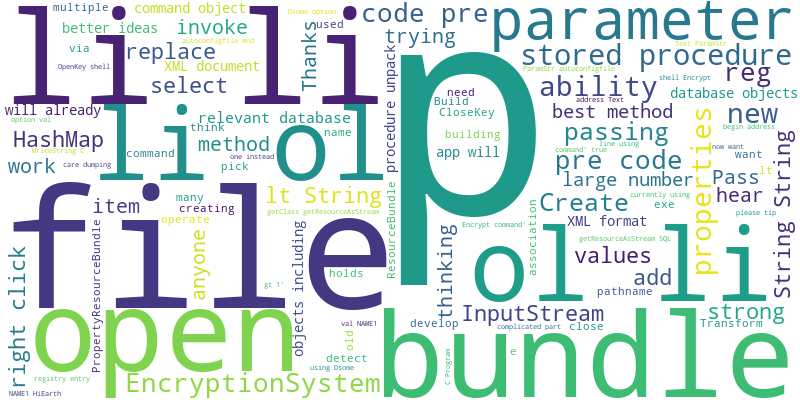 multiple
command object
Dsome option
code pre
parameter
li li
better ideas
invoke
used
trying
via
replace
autoconfigfile end
Thanks
stored procedure
Text ParamStr
OpenKey shell
XML document
ParamStr autoconfigfile
reg
select
procedure unpack
p
ability
shell Encrypt
will already
li ol
relevant database
need
Build
CloseKey
address Text
database objects
option val
think
name
best method
new
HashMap
WriteString C
method
building
passing
line using
begin address
command
app will
command' true
now want
work
care dumping
one instead
pick
pre code
properties
want
Pass
lt
file
item
many
lt String
ResourceBundle
large number
currently using
hear
String String
creating
anyone
operate
getClass getResourceAsStream
Encrypt command'
association
Create
exe
please tip
XML format
PropertyResourceBundle
objects including
thinking
ol li
getResourceAsStream SQL
right click
holds
values
gt 1'
add
pathname
open
InputStream
strong
val NAME1
old
develop
complicated part
close
Transform
detect
bundle
e
using Dsome
C Program
registry entry
EncryptionSystem
NAME1 HiEarth